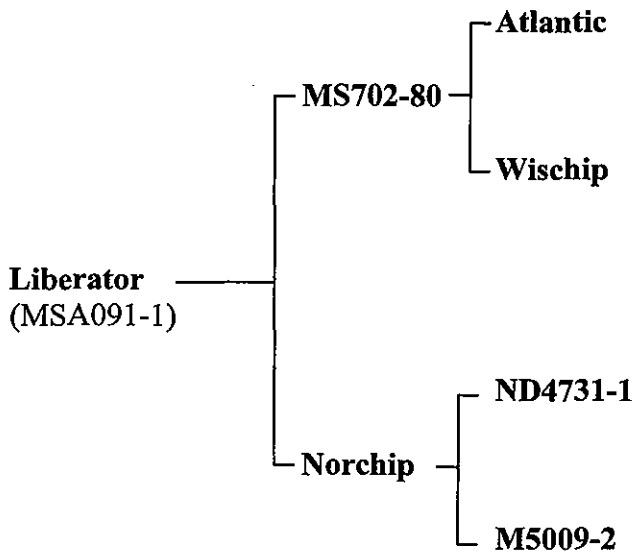 Atlantic
MS702-80
Wischip
Liberator
(MSA091-1)
ND4731-1
Norchip
M5009-2